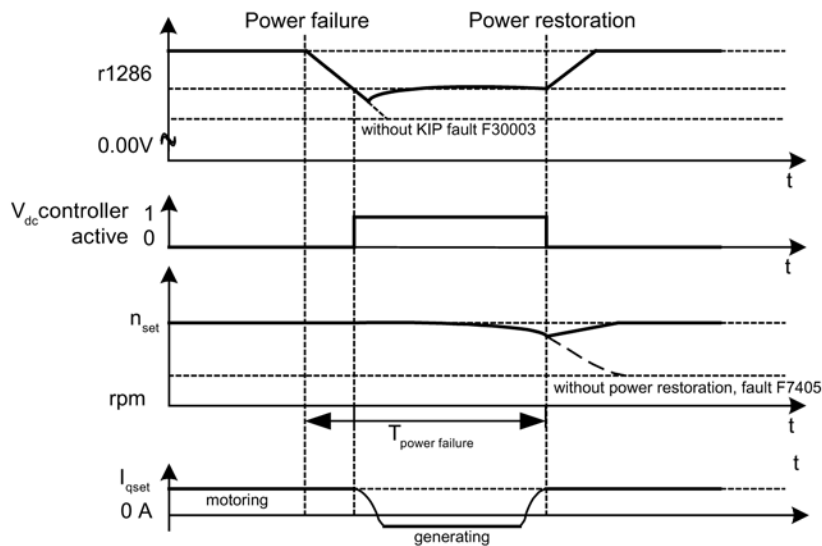 Power failure
Power restoration
r1286
without KIP fault F30003
0.00V
t
Vdc controller
active
1
0
t
nset
rpm
without power restoration, fault F7405
t
Tpower failure
t
Iqset
motoring
0 A
generating